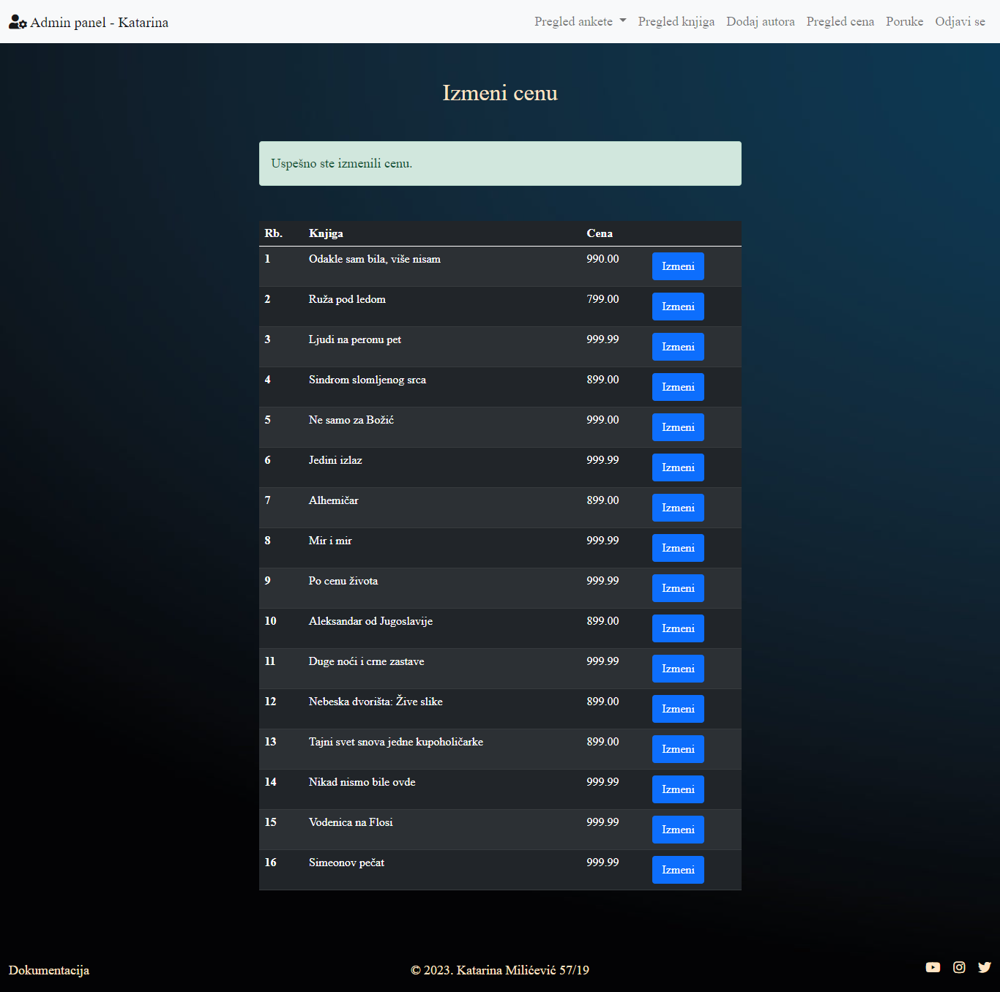 Admin panel - Katarina
Pregled ankete Pregled knjiga Dodaj autora Pregled cena Poruke Odjavi se
Izmeni cenu
Uspešno ste izmenili cenu.
Rb. Knjiga Cena
1 Odakle sam bila, više nisam 990.00 Izmeni
2 Ruža pod ledom 799.00 Izmeni
3 Ljudi na peronu pet 999.99 Izmeni
4 Sindrom slomljenog srca 899.00 Izmeni
5 Ne samo za Božić 999.00 Izmeni
6 Jedini izlaz 999.99 Izmeni
7 Alhemičar 899.00 Izmeni
8 Mir i mir 999.99 Izmeni
9 Po cenu života 999.99 Izmeni
10 Aleksandar od Jugoslavije 899.00 Izmeni
11 Duge noći i crne zastave 999.99 Izmeni
12 Nebeska dvorišta: Žive slike 899.00 Izmeni
13 Tajni svet snova jedne kupoholičarke 899.00 Izmeni
14 Nikad nismo bile ovde 999.99 Izmeni
15 Vodenica na Flosi 999.99 Izmeni
16 Simeonov pečat 999.99 Izmeni
Dokumentacija © 2023. Katarina Milićević 57/19